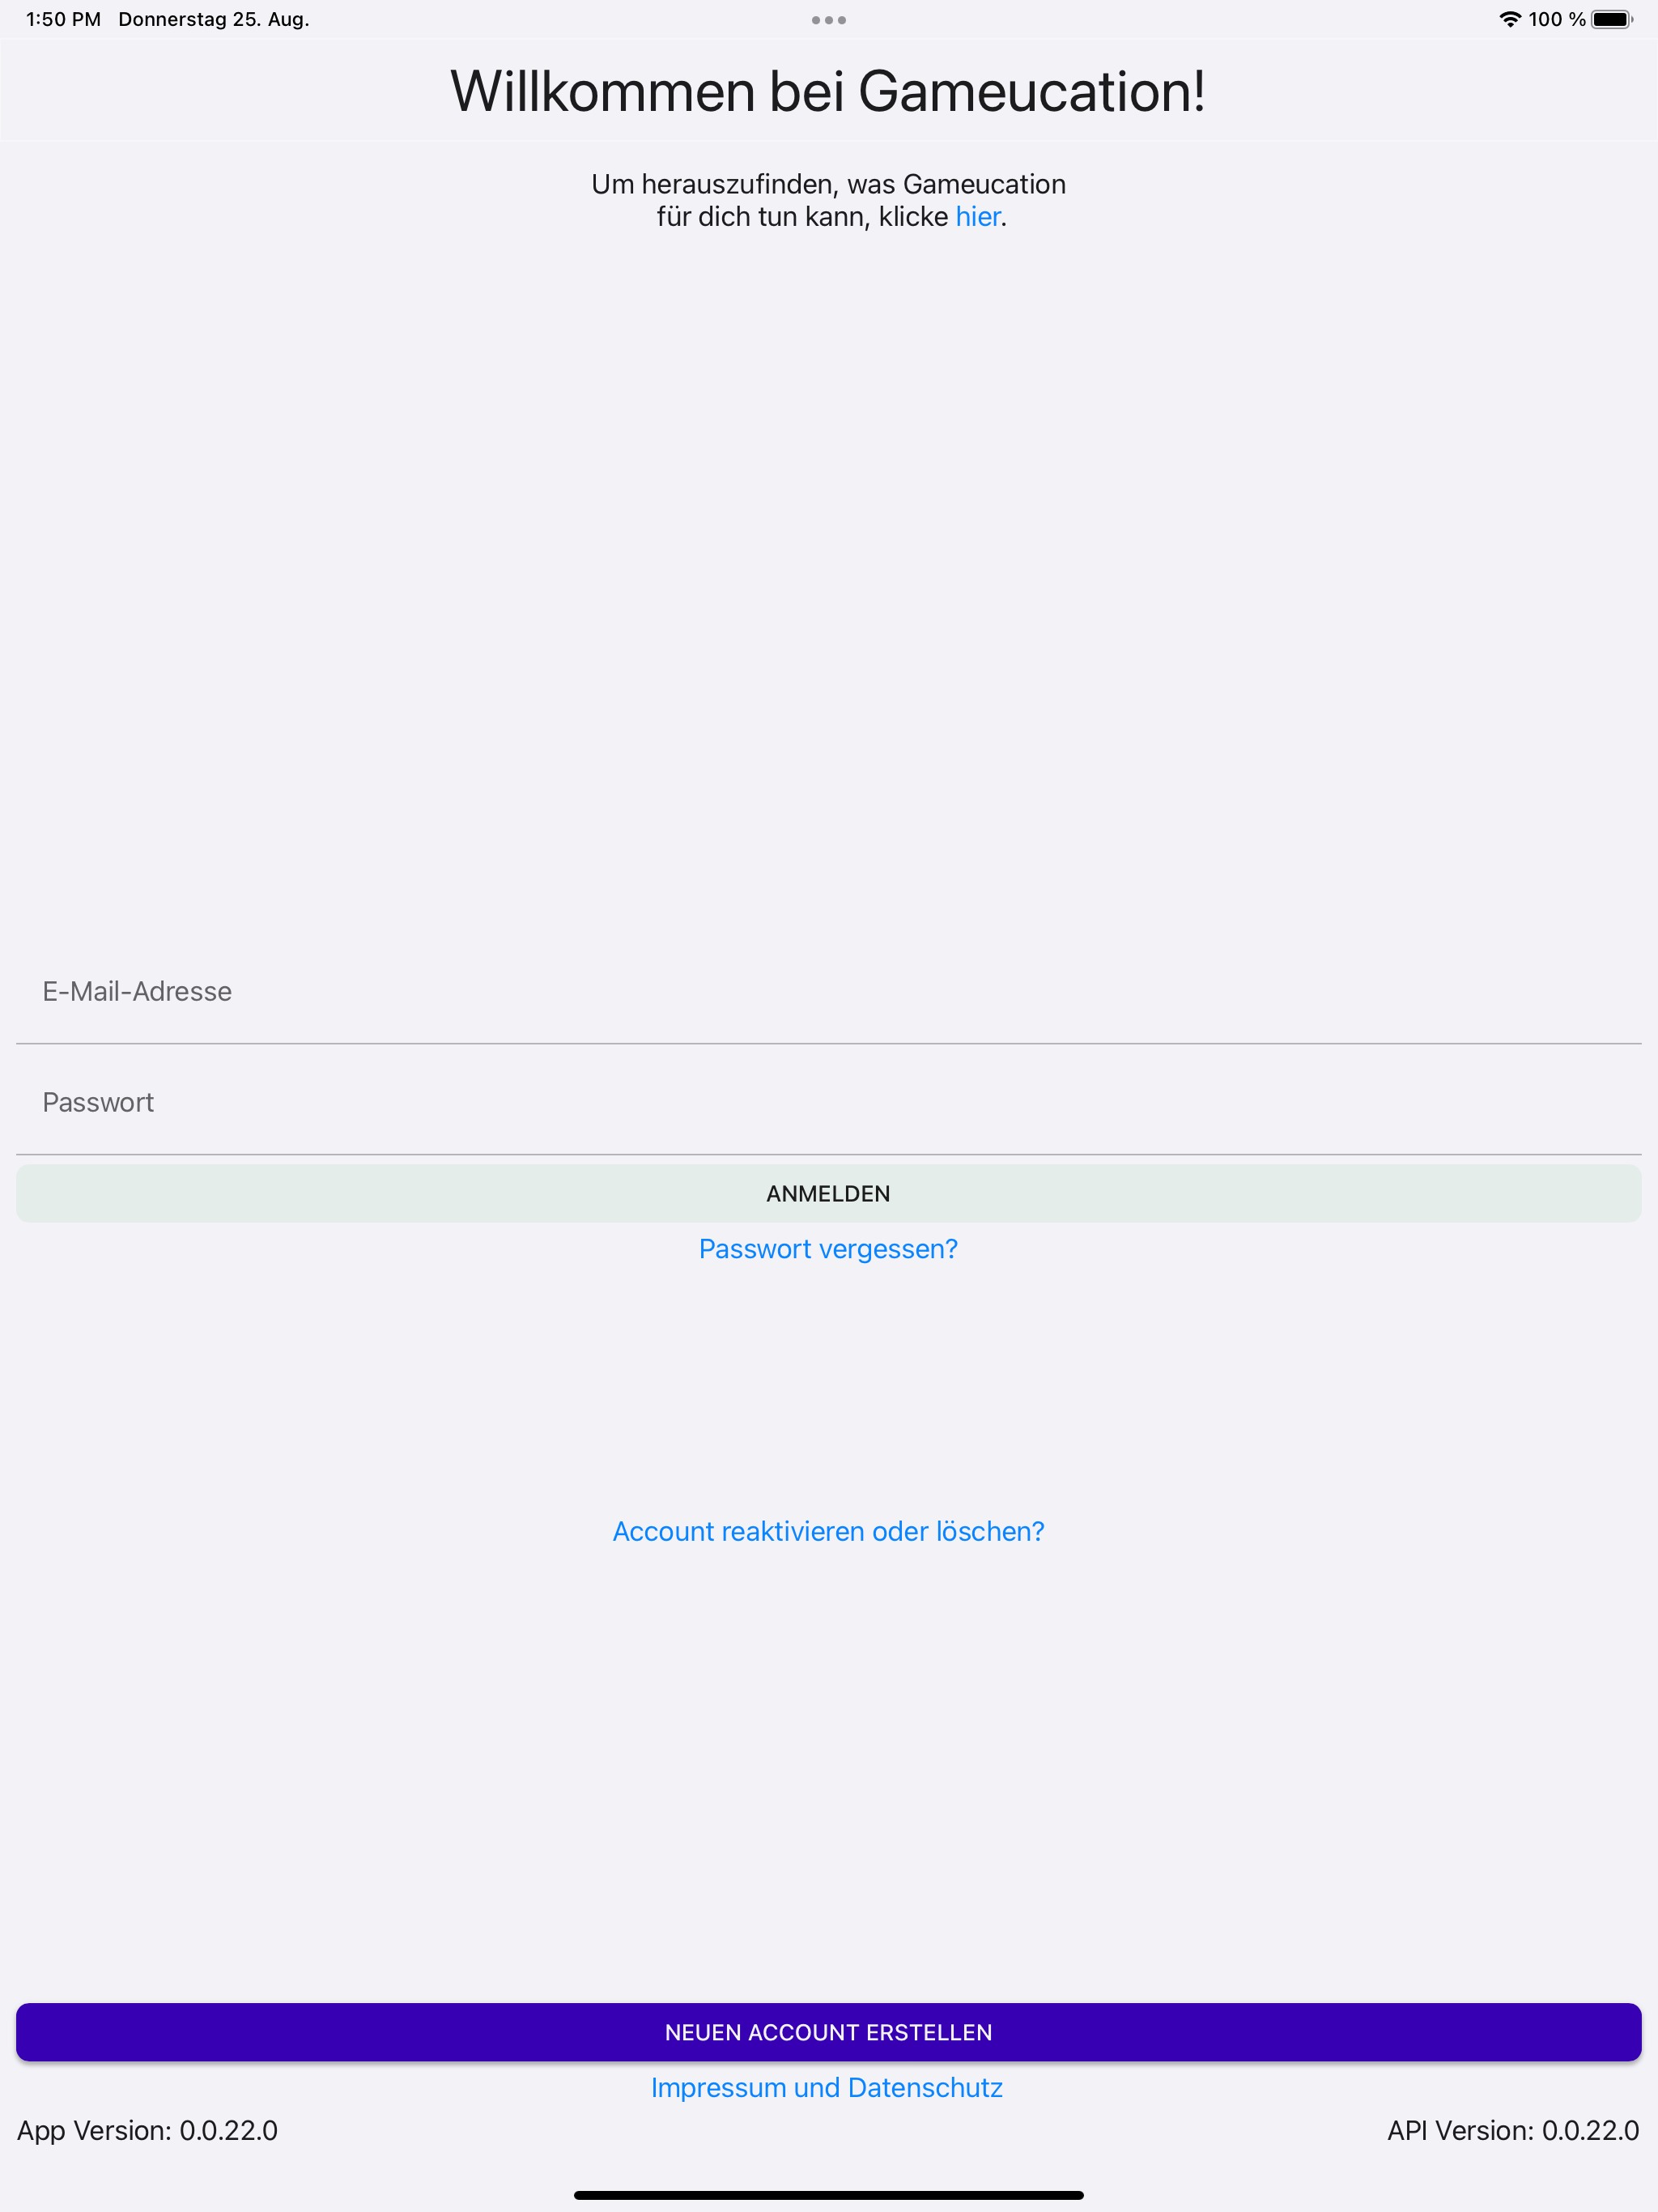 1:50 PM Donnerstag 25. Aug. 100 %
Willkommen bei Gameucation!
Um herauszufinden, was Gameucation
für dich tun kann, klicke hier.
E-Mail-Adresse
Passwort
ANMELDEN
Passwort vergessen?
Account reaktivieren oder löschen?
NEUEN ACCOUNT ERSTELLEN
Impressum und Datenschutz
App Version: 0.0.22.0 API Version: 0.0.22.0